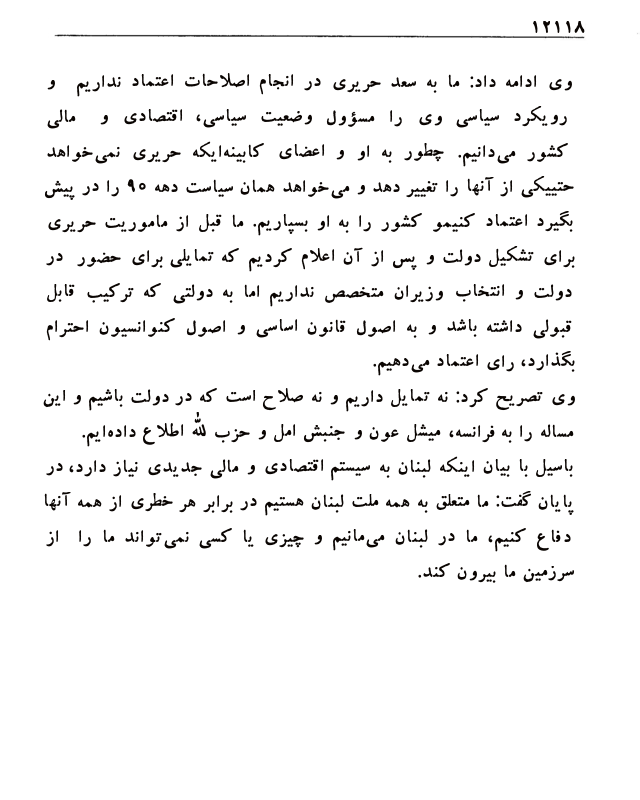 ۱۲۱۱۸
وی ادامه داد: ما به سعد حریری در انجام اصلاحات اعتماد نداریم و
رویکرد سیاسی وی را مسؤول وضعیت سیاسی، اقتصادی و مالی
کشور می‌دانیم. چطور به او و اعضای کابینه‌ایکه حریری نمی‌خواهد
حتییکی از آنها را تغییر دهد و می‌خواهد همان سیاست دهه ۹۰ را در پیش
بگیرد اعتماد کنیمو کشور را به او بسپاریم. ما قبل از ماموریت حریری
برای تشکیل دولت و پس از آن اعلام کردیم که تمایلی برای حضور در
دولت و انتخاب وزیران متخصص نداریم اما به دولتی که ترکیب قابل
قبولی داشته باشد و به اصول قانون اساسی و اصول کنوانسیون احترام
بگذارد، رای اعتماد می‌دهیم.
وی تصریح کرد: نه تمایل داریم و نه صلاح است که در دولت باشیم و این
مساله را به فرانسه، میشل عون و جنبش امل و حزب لله اطلاع داده‌ایم.
باسیل با بیان اینکه لبنان به سیستم اقتصادی و مالی جدیدی نیاز دارد، در
پایان گفت: ما متعلق به همه ملت لبنان هستیم در برابر هر خطری از همه آنها
دفاع کنیم، ما در لبنان می‌مانیم و چیزی یا کسی نمی‌تواند ما را از
سرزمین ما بیرون کند.